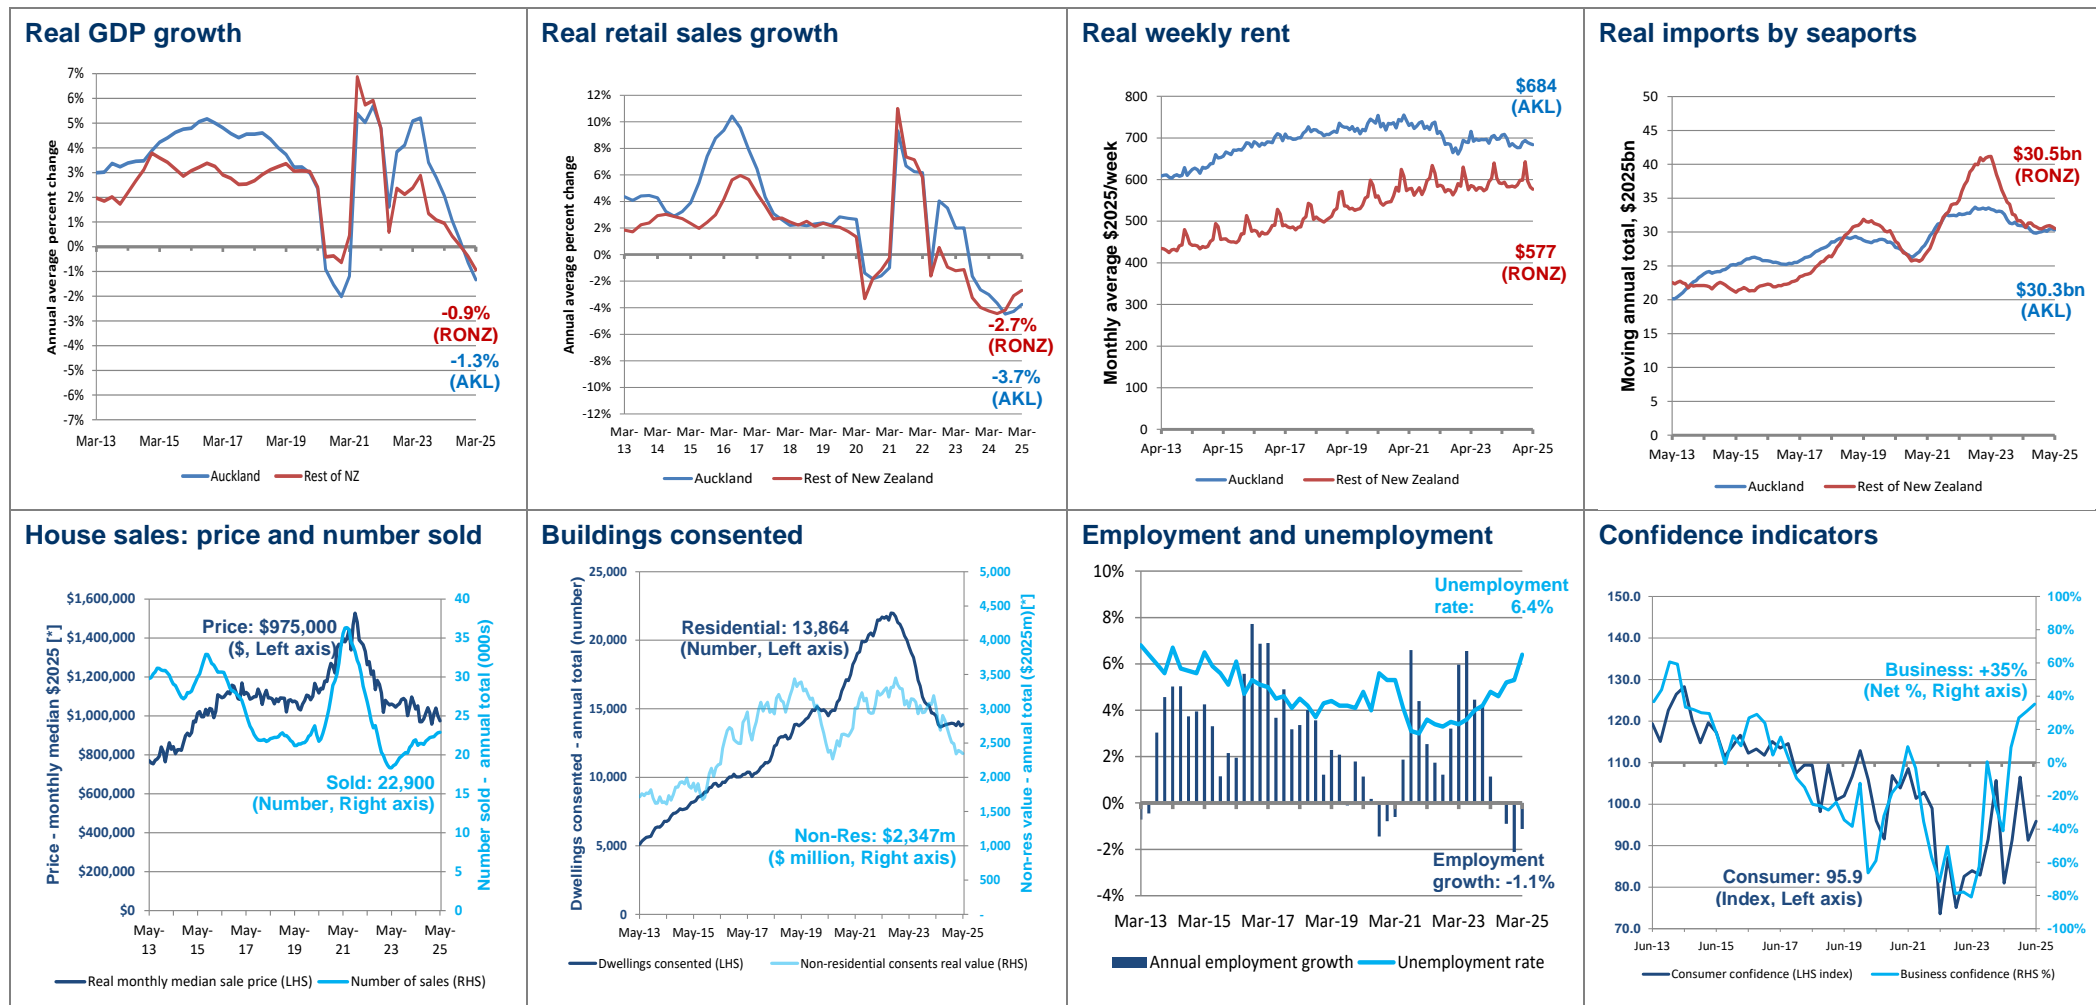 Real GDP growth
Annual average percent change
7%
6%
5%
4%
3%
2%
1%
0%
-1%
-2%
-3%
-4%
-5%
-6%
-7%
-0.9%
(RONZ)
-1.3%
(AKL)
Mar-13 Mar-15 Mar-17 Mar-19 Mar-21 Mar-23 Mar-25
Auckland Rest of NZ
Real retail sales growth
Annual average percent change
12%
10%
8%
6%
4%
2%
0%
-2%
-4%
-6%
-8%
-10%
-12%
-2.7%
(RONZ)
-3.7%
(AKL)
Mar- Mar- Mar- Mar- Mar- Mar- Mar- Mar- Mar- Mar- Mar- Mar- Mar-
13 14 15 16 17 18 19 20 21 22 23 24 25
Auckland Rest of New Zealand
Real weekly rent
Monthly average $2025/week
800
700
600
500
400
300
200
100
0
$684
(AKL)
$577
(RONZ)
Apr-13 Apr-15 Apr-17 Apr-19 Apr-21 Apr-23 Apr-25
Auckland Rest of New Zealand
Real imports by seaports
Moving annual total, $2025bn
50
45
40
35
30
25
20
15
10
5
0
$30.5bn
(RONZ)
$30.3bn
(AKL)
May-13 May-15 May-17 May-19 May-21 May-23 May-25
Auckland Rest of New Zealand
House sales: price and number sold
Price - monthly median $2025 [*]
$1,600,000
$1,400,000
$1,200,000
$1,000,000
$800,000
$600,000
$400,000
$200,000
$0
Price: $975,000
($, Left axis)
Sold: 22,900
(Number, Right axis)
40
35
30
25
20
15
10
5
0
Number sold - annual total (000s)
May- May- May- May- May- May- May-
13 15 17 19 21 23 25
Real monthly median sale price (LHS) Number of sales (RHS)
Buildings consented
Dwellings consented - annual total (number)
25,000
20,000
15,000
10,000
5,000
0
Residential: 13,864
(Number, Left axis)
Non-Res: $2,347m
($ million, Right axis)
5,000
4,500
4,000
3,500
3,000
2,500
2,000
1,500
1,000
500
-
Non-res value - annual total ($2025m)[*]
May-13 May-15 May-17 May-19 May-21 May-23 May-25
Dwellings consented (LHS) Non-residential consents real value (RHS)
Employment and unemployment
10%
8%
6%
4%
2%
0%
-2%
-4%
Unemployment
rate: 6.4%
Employment
growth: -1.1%
Mar-13 Mar-15 Mar-17 Mar-19 Mar-21 Mar-23 Mar-25
Annual employment growth Unemployment rate
Confidence indicators
150.0
140.0
130.0
120.0
110.0
100.0
90.0
80.0
70.0
Business: +35%
(Net %, Right axis)
Consumer: 95.9
(Index, Left axis)
100%
80%
60%
40%
20%
0%
-20%
-40%
-60%
-80%
-100%
Jun-13 Jun-15 Jun-17 Jun-19 Jun-21 Jun-23 Jun-25
Consumer confidence (LHS index) Business confidence (RHS %)